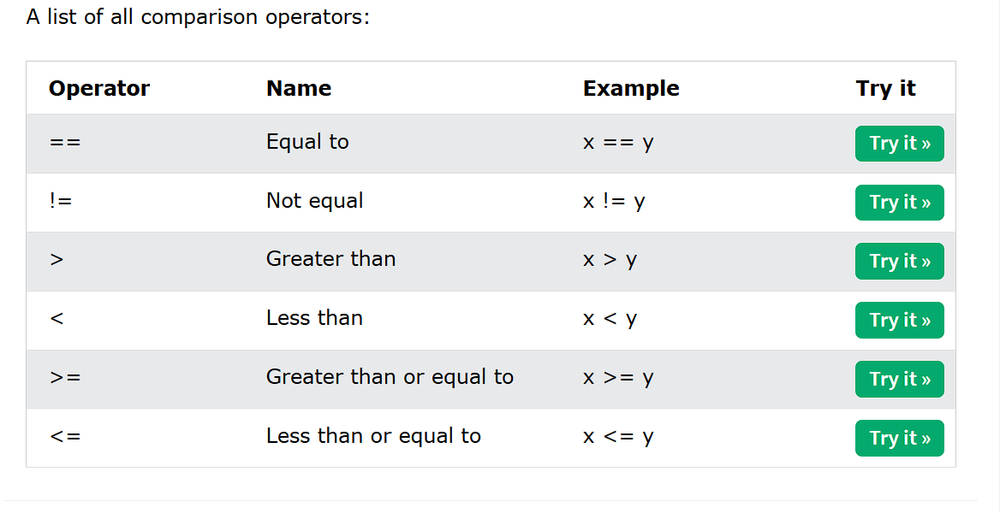 A list of all comparison operators:
Operator Name Example Try it
== Equal to x == y Try it »
!= Not equal x != y Try it »
> Greater than x > y Try it »
< Less than x < y Try it »
>= Greater than or equal to x >= y Try it »
<= Less than or equal to x <= y Try it »